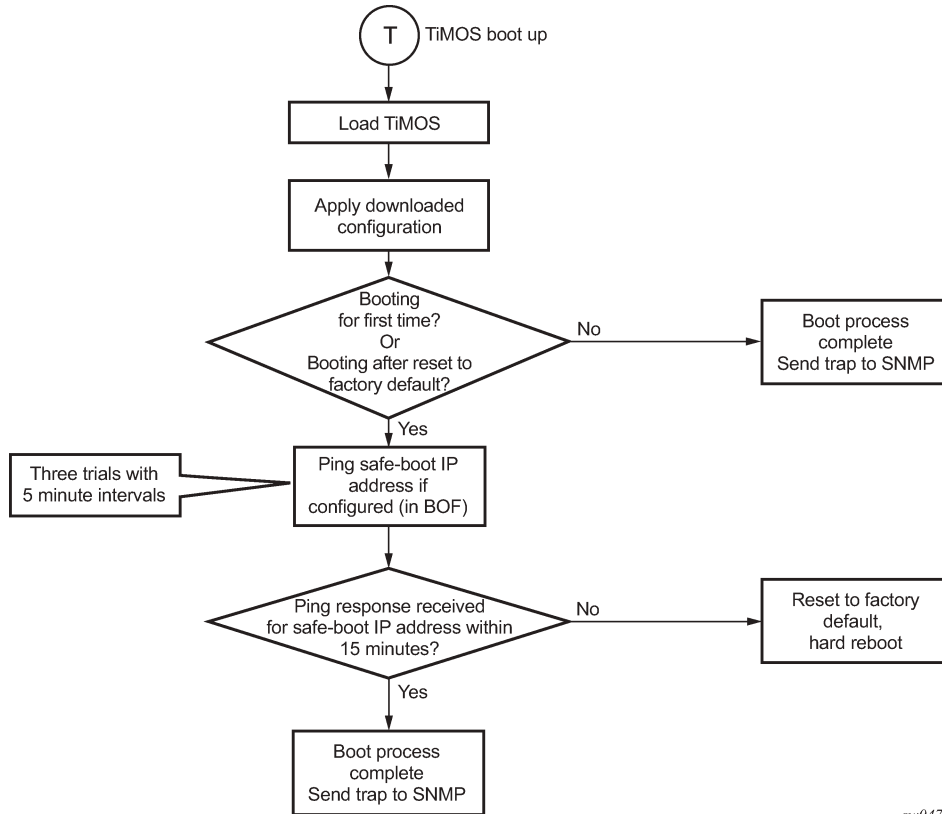 T
TiMOS boot up
Load TiMOS
Apply downloaded
configuration
Booting
for first time?
Or
Booting after reset to
factory default?
No
Boot process
complete
Send trap to SNMP
Yes
Three trials with
5 minute intervals
Ping safe-boot IP
address if
configured (in BOF)
Ping response received
for safe-boot IP address within
15 minutes?
No
Reset to factory
default,
hard reboot
Yes
Boot process
complete
Send trap to SNMP